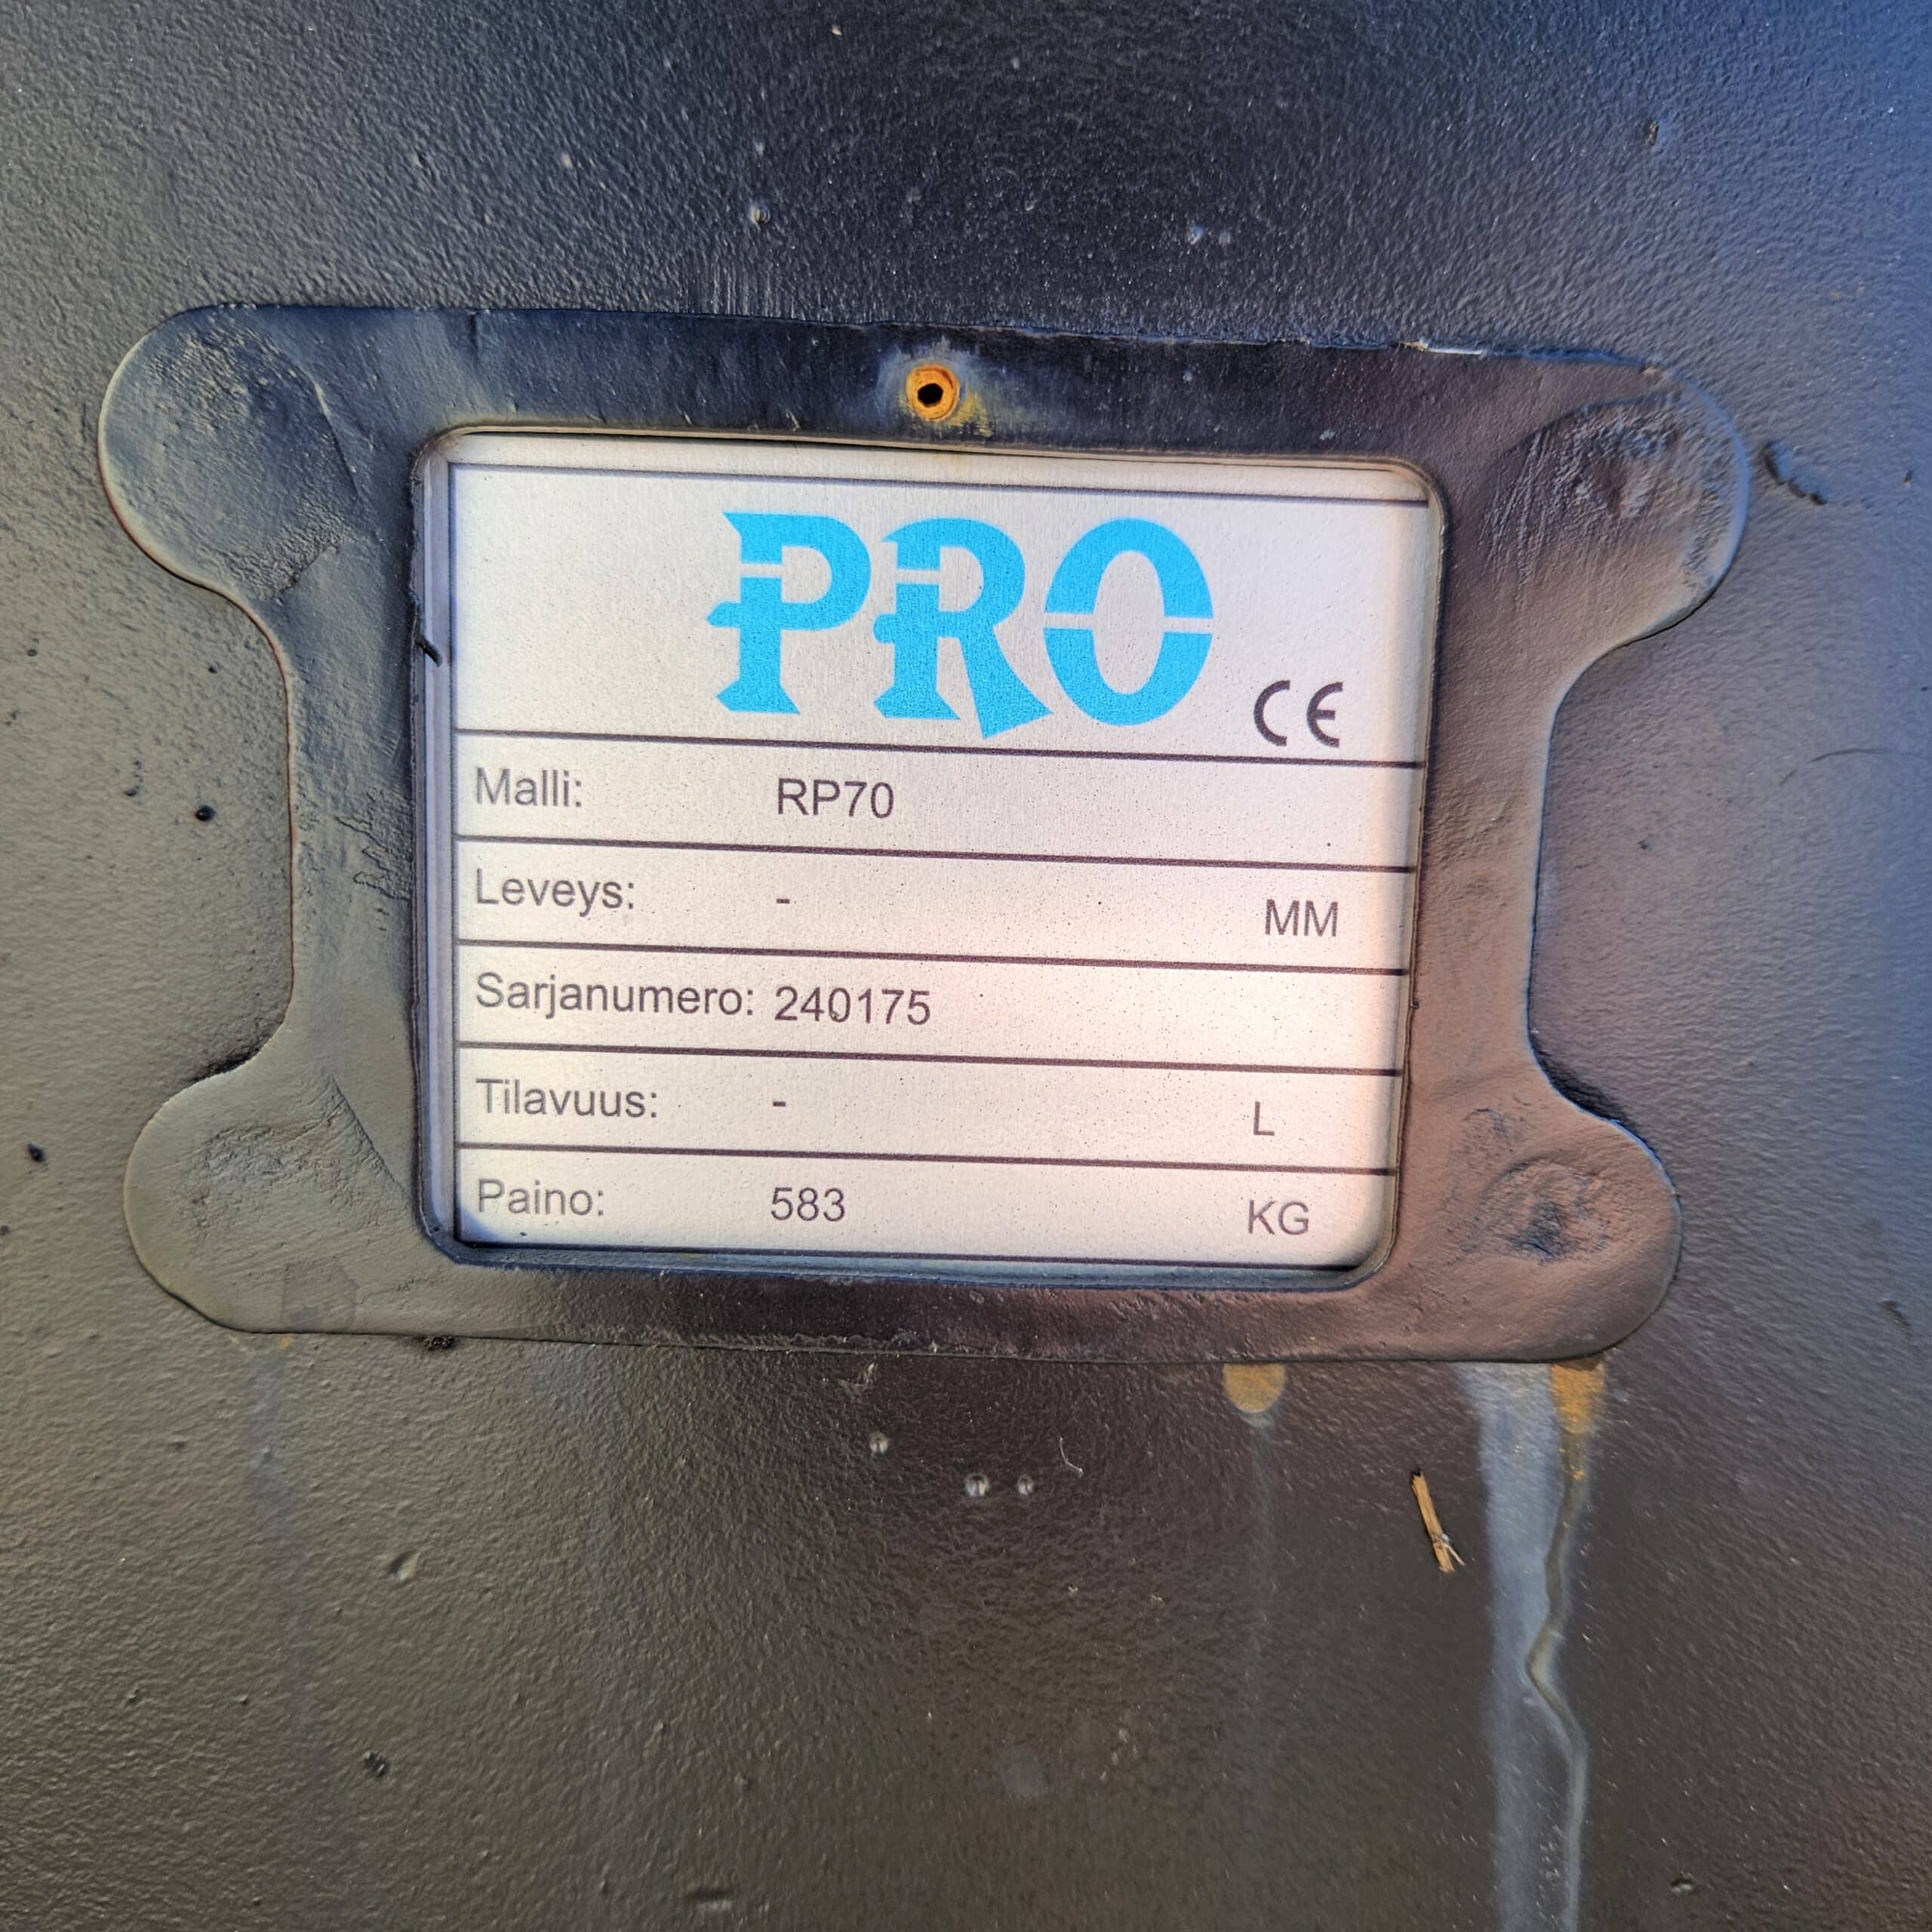 PRO
CE
Malli: RP70
Leveys: - MM
Sarjanumero: 240175
Tilavuus: - L
Paino: 583 KG